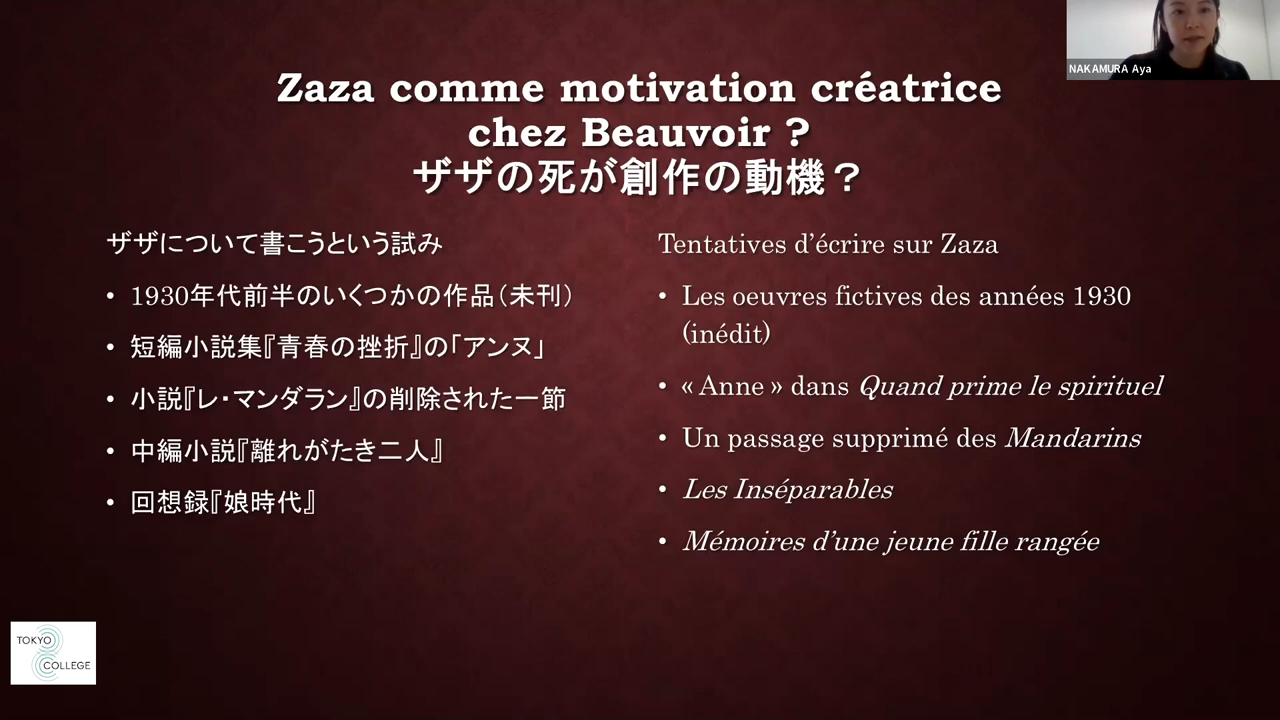 NAKAMURA Aya
Zaza comme motivation créatrice
chez Beauvoir ?
ザザの死が創作の動機？
ザザについて書こうという試み
• 1930年代前半のいくつかの作品（未刊）
• 短編小説集『青春の挫折』の「アンヌ」
• 小説『レ・マンダラン』の削除された一節
• 中編小説『離れがたき二人』
• 回想録『娘時代』
Tentatives d’écrire sur Zaza
• Les oeuvres fictives des années 1930
(inédit)
• « Anne » dans Quand prime le spirituel
• Un passage supprimé des Mandarins
• Les Inséparables
• Mémoires d’une jeune fille rangée
TOKYO
COLLEGE